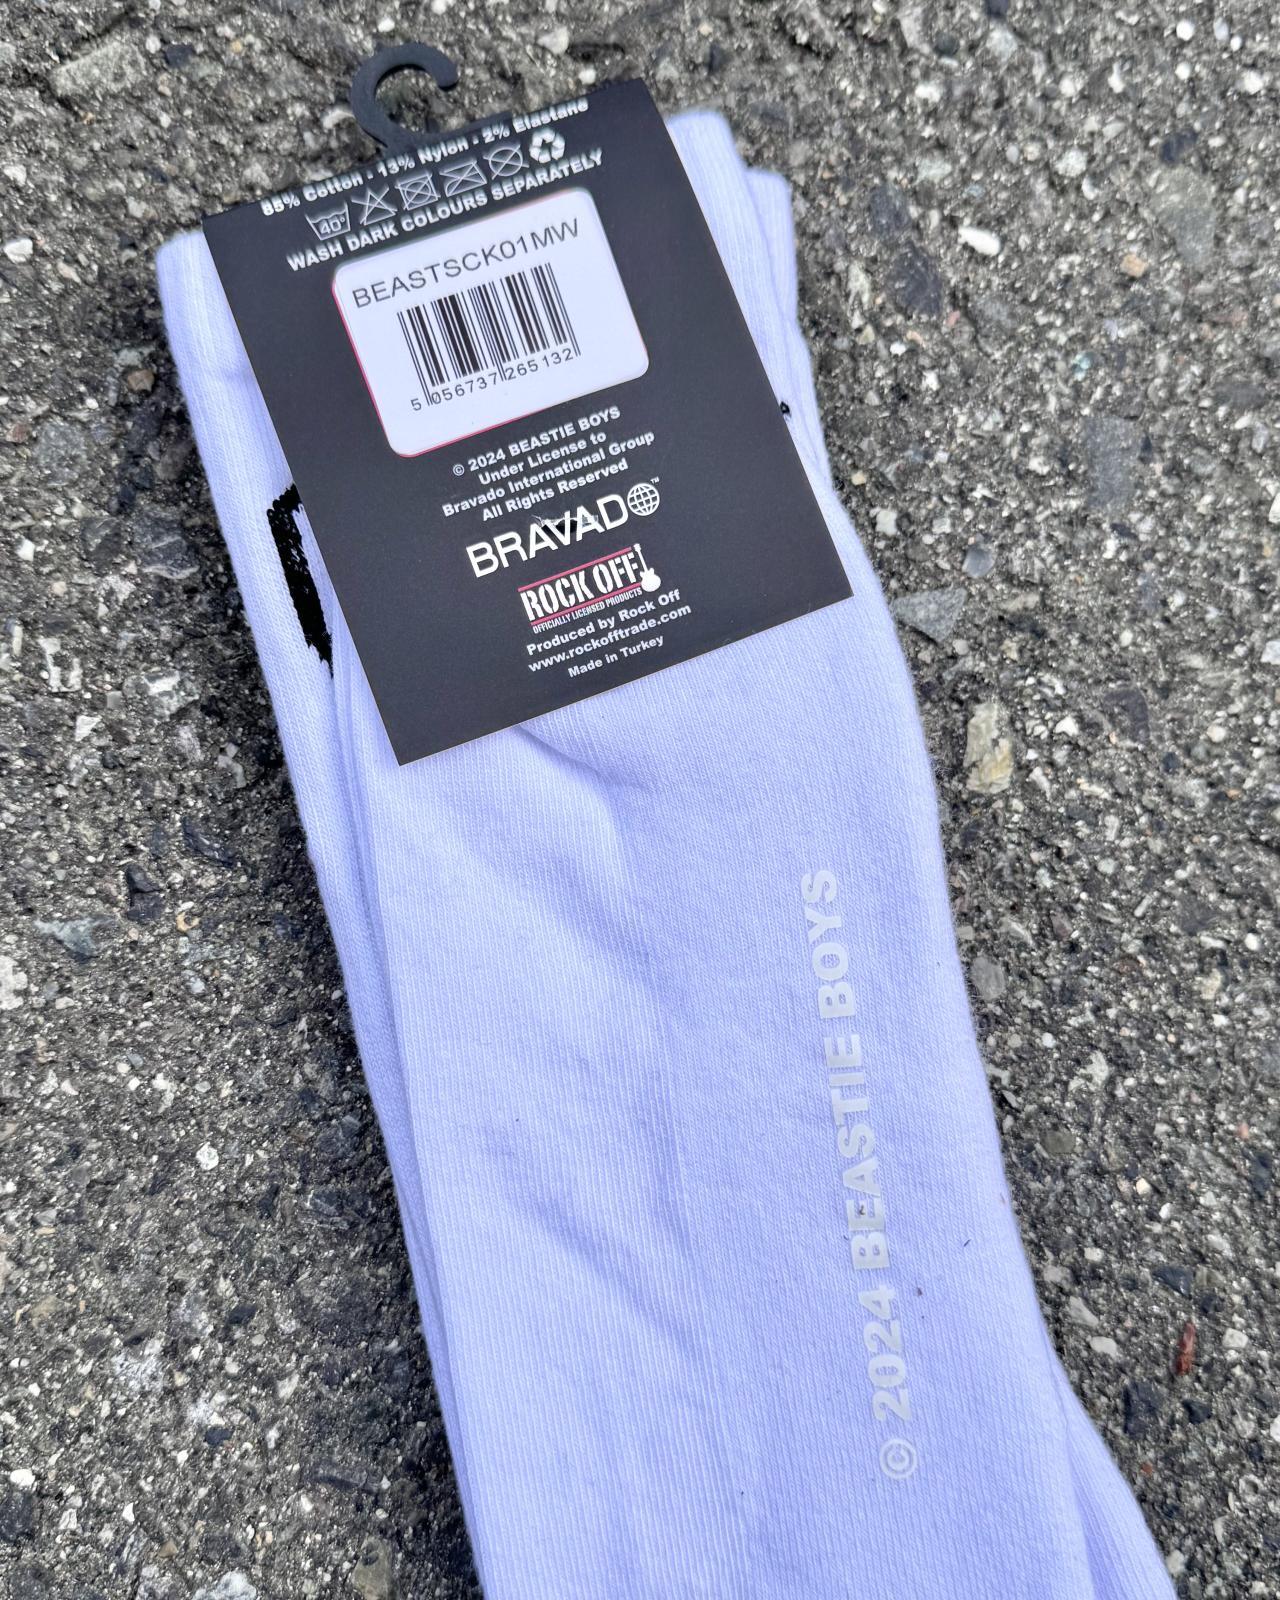 85% Cotton - 13% Nylon - 2% Elastane
40°
WASH DARK COLOURS SEPARATELY
BEASTSCK01MW
5 056737 265132
© 2024 BEASTIE BOYS
Under License to
Bravado International Group
All Rights Reserved
BRAVADO™
ROCK OFF
OFFICIALLY LICENSED PRODUCTS
Produced by Rock Off
www.rockofftrade.com
Made in Turkey
© 2024 BEASTIE BOYS